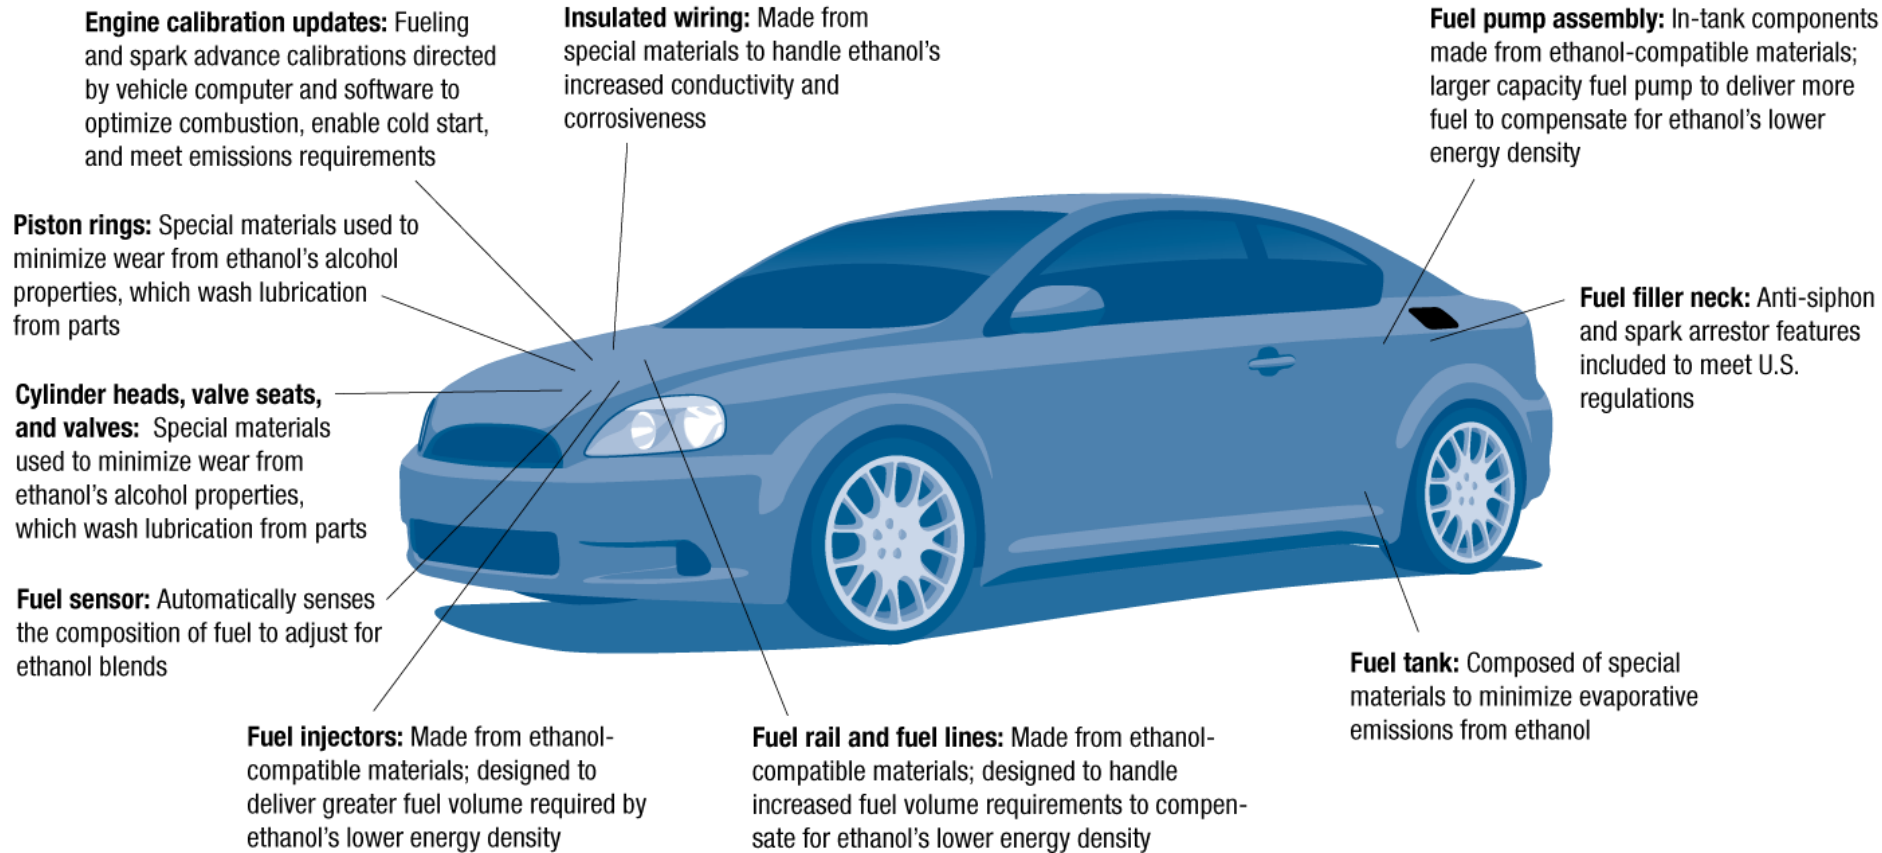 Engine calibration updates: Fueling
and spark advance calibrations directed
by vehicle computer and software to
optimize combustion, enable cold start,
and meet emissions requirements
Insulated wiring: Made from
special materials to handle ethanol’s
increased conductivity and
corrosiveness
Fuel pump assembly: In-tank components
made from ethanol-compatible materials;
larger capacity fuel pump to deliver more
fuel to compensate for ethanol’s lower
energy density
Piston rings: Special materials used to
minimize wear from ethanol’s alcohol
properties, which wash lubrication
from parts
Fuel filler neck: Anti-siphon
and spark arrestor features
included to meet U.S.
regulations
Cylinder heads, valve seats,
and valves: Special materials
used to minimize wear from
ethanol’s alcohol properties,
which wash lubrication from parts
Fuel sensor: Automatically senses
the composition of fuel to adjust for
ethanol blends
Fuel tank: Composed of special
materials to minimize evaporative
emissions from ethanol
Fuel injectors: Made from ethanol-
compatible materials; designed to
deliver greater fuel volume required by
ethanol’s lower energy density
Fuel rail and fuel lines: Made from ethanol-
compatible materials; designed to handle
increased fuel volume requirements to compen-
sate for ethanol’s lower energy density